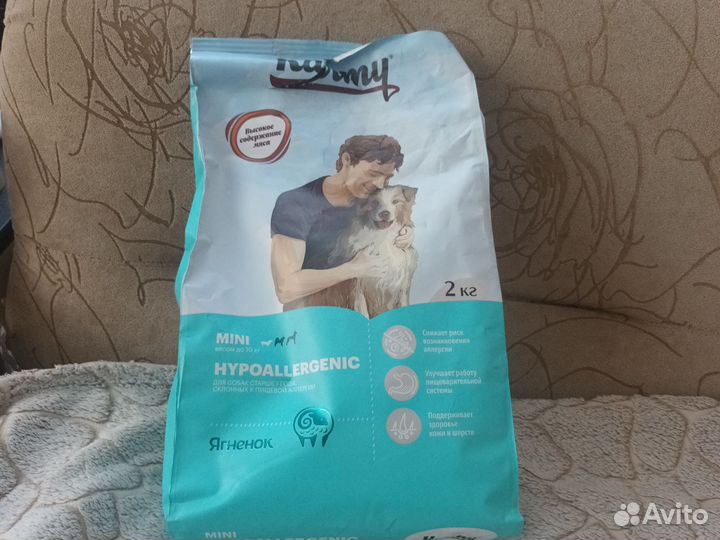 Karmy
Высокое
содержание
мяса
2 кг
MINI
весом до 10 кг
HYPOALLERGENIC
ДЛЯ СОБАК СТАРШЕ 1 ГОДА,
СКЛОННЫХ К ПИЩЕВОЙ АЛЛЕРГИИ
Ягненок
Снижает риск
возникновения
аллергии
Улучшает работу
пищеварительной
системы
Поддерживает
здоровье
кожи и шерсти
MINI
Avito